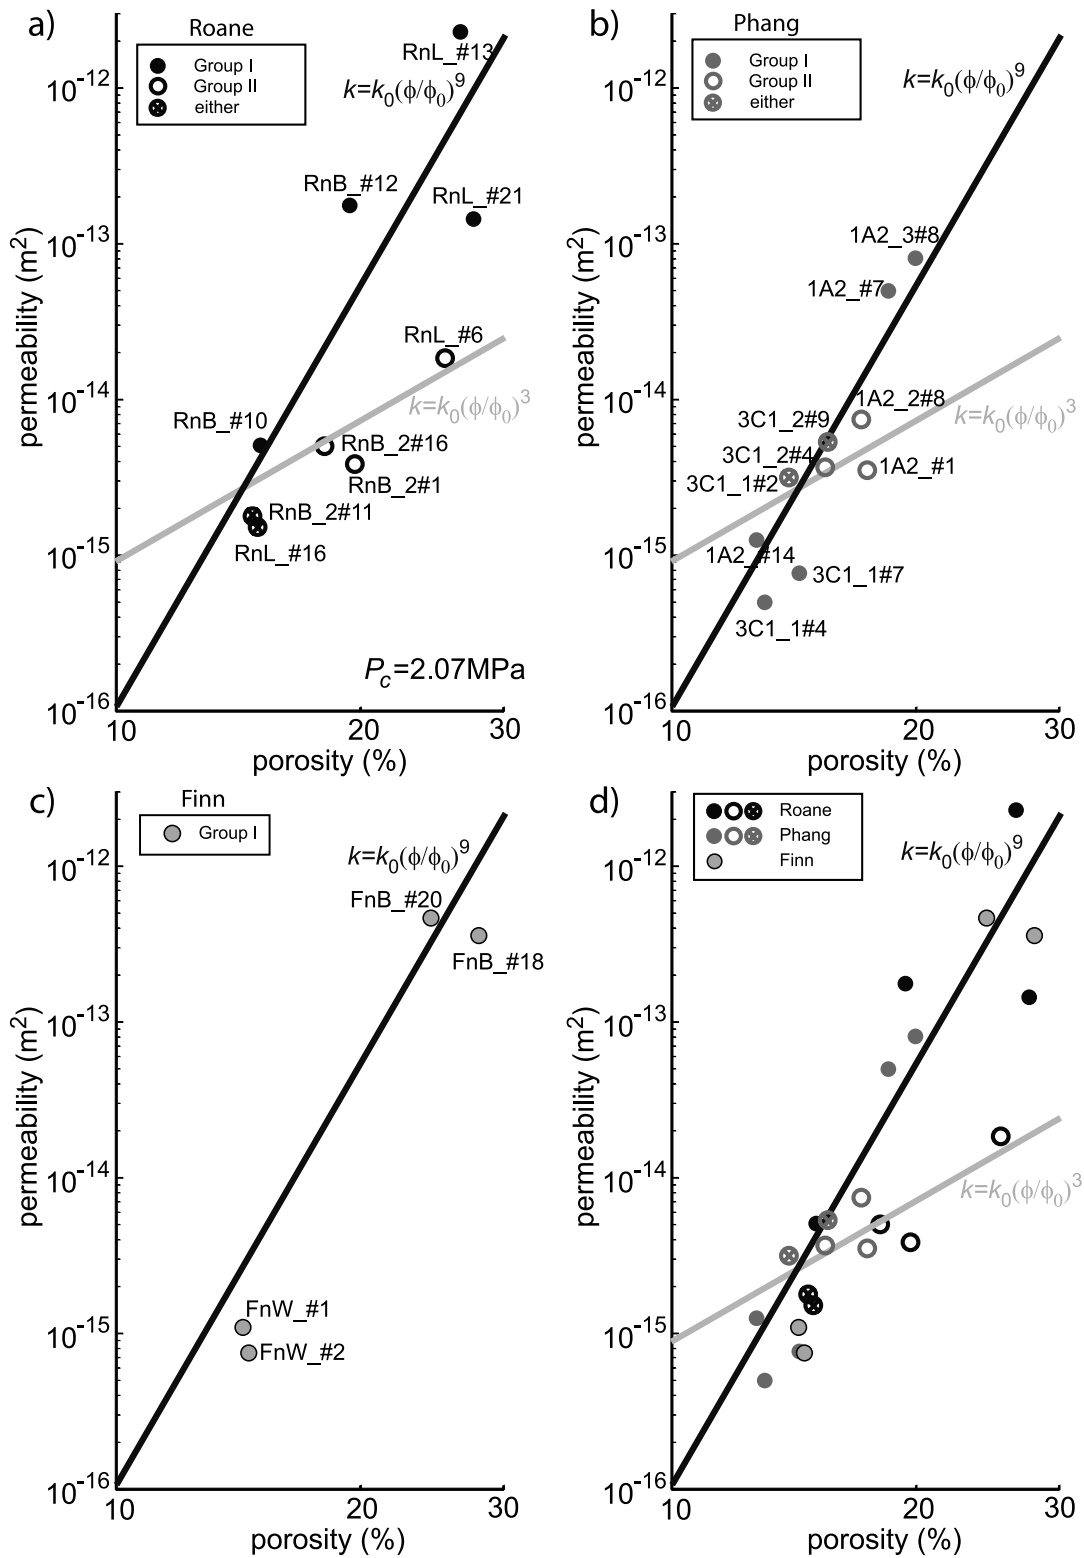 a)
Roane
Group I
Group II
either
RnL_#13
k=k0(ϕ/ϕ0)9
RnB_#12
RnL_#21
RnL_#6
k=k0(ϕ/ϕ0)3
RnB_#10
RnB_2#16
RnB_2#1
RnB_2#11
RnL_#16
Pc=2.07MPa
10-12
10-13
10-14
10-15
10-16
permeability (m2)
10
20
30
porosity (%)
b)
Phang
Group I
Group II
either
k=k0(ϕ/ϕ0)9
1A2_3#8
1A2_#7
1A2_2#8
k=k0(ϕ/ϕ0)3
3C1_2#9
3C1_2#4
1A2_#1
3C1_1#2
1A2_#14
3C1_1#7
3C1_1#4
10-12
10-13
10-14
10-15
10-16
permeability (m2)
10
20
30
porosity (%)
c)
Finn
Group I
k=k0(ϕ/ϕ0)9
FnB_#20
FnB_#18
FnW_#1
FnW_#2
10-12
10-13
10-14
10-15
10-16
permeability (m2)
10
20
30
porosity (%)
d)
Roane
Phang
Finn
k=k0(ϕ/ϕ0)9
k=k0(ϕ/ϕ0)3
10-12
10-13
10-14
10-15
10-16
permeability (m2)
10
20
30
porosity (%)